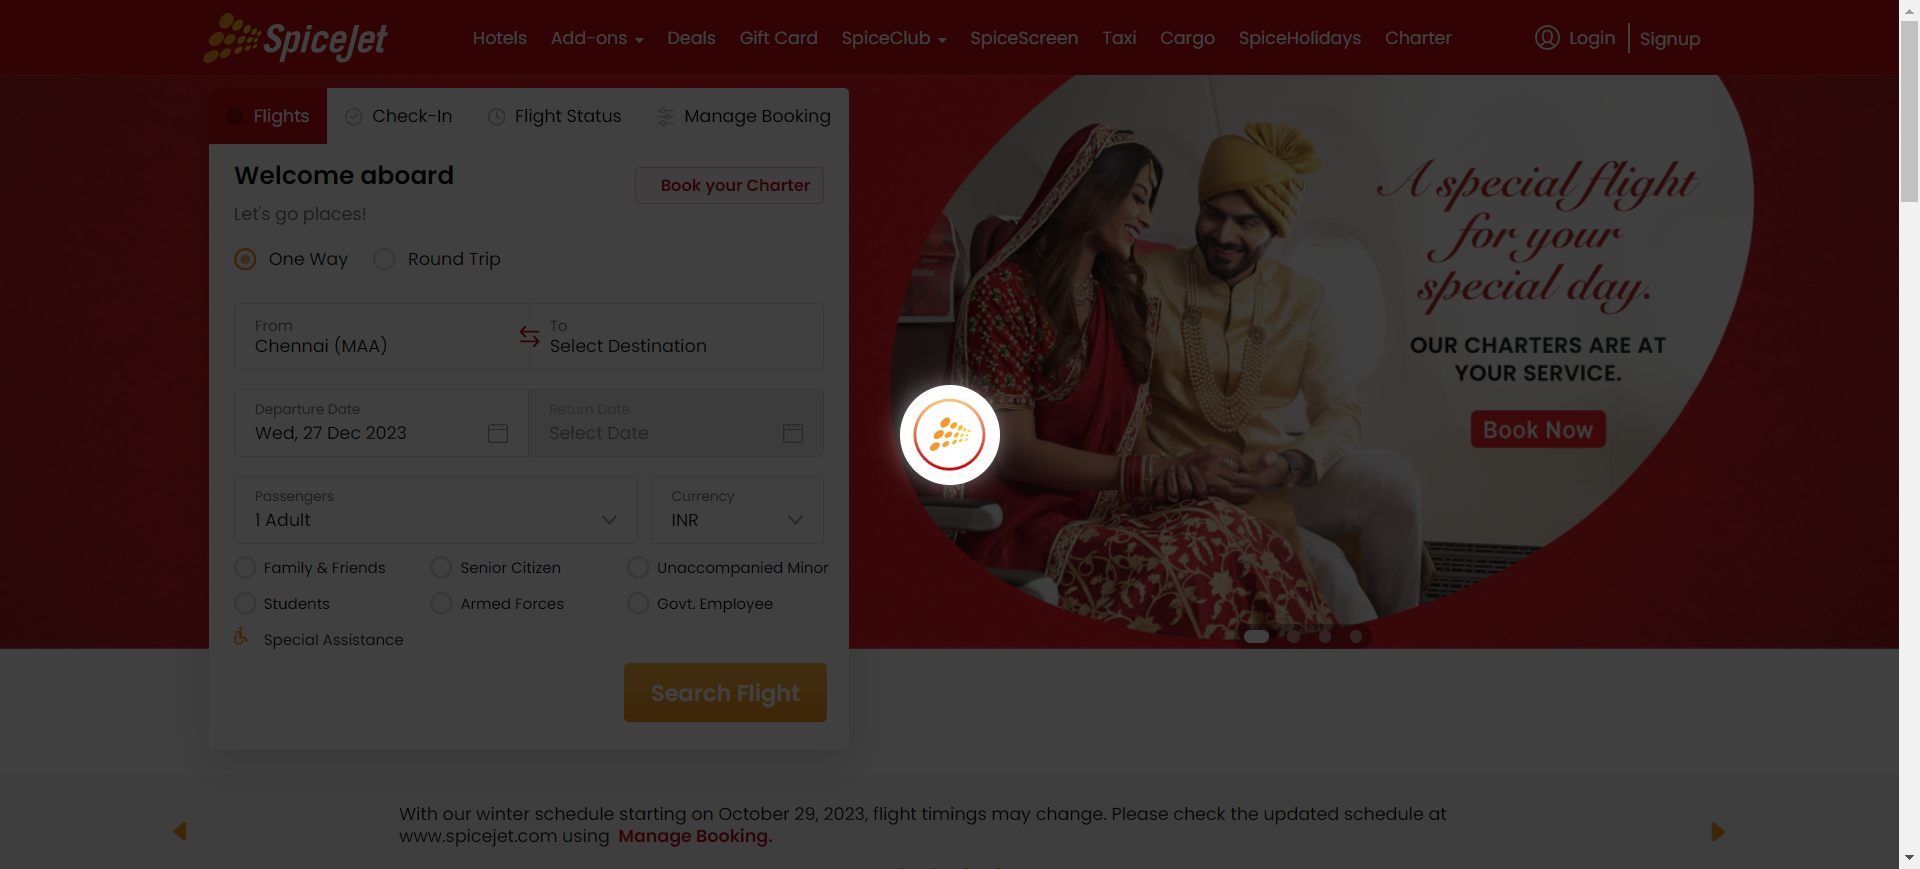 SpiceJet
Hotels Add-ons Deals Gift Card SpiceClub SpiceScreen Taxi Cargo SpiceHolidays Charter
Login Signup
Flights Check-In Flight Status Manage Booking
Welcome aboard
Book your Charter
Let's go places!
One Way Round Trip
From
Chennai (MAA)
To
Select Destination
Departure Date
Wed, 27 Dec 2023
Return Date
Select Date
Passengers
1 Adult
Currency
INR
Family & Friends Senior Citizen Unaccompanied Minor
Students Armed Forces Govt. Employee
Special Assistance
Search Flight
A special flight
for your
special day.
OUR CHARTERS ARE AT
YOUR SERVICE.
Book Now
With our winter schedule starting on October 29, 2023, flight timings may change. Please check the updated schedule at
www.spicejet.com using Manage Booking.